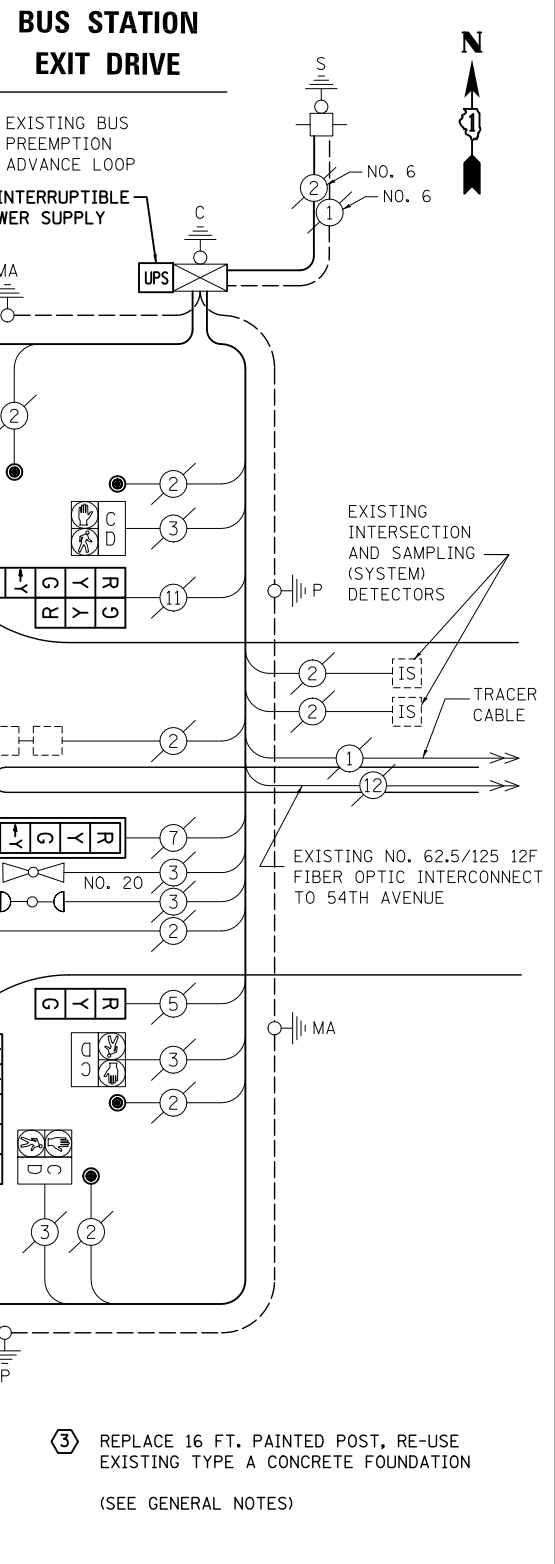 BUS STATION
EXIT DRIVE
N
S
1
EXISTING BUS
PREEMPTION
ADVANCE LOOP
2 NO. 6
1 NO. 6
INTERRUPTIBLE
WER SUPPLY
C
MA
UPS
2
2
C
D
3
EXISTING
INTERSECTION
AND SAMPLING
(SYSTEM)
DETECTORS
Y G Y R
R Y G
11
P
2 IS
2 IS
TRACER
CABLE
2
1
12
Y G Y R
7
EXISTING NO. 62.5/125 12F
FIBER OPTIC INTERCONNECT
TO 54TH AVENUE
3
NO. 20
3
2
G Y R
5
MA
C
D
3
2
C
D
3
2
P
3 REPLACE 16 FT. PAINTED POST, RE-USE
EXISTING TYPE A CONCRETE FOUNDATION
(SEE GENERAL NOTES)